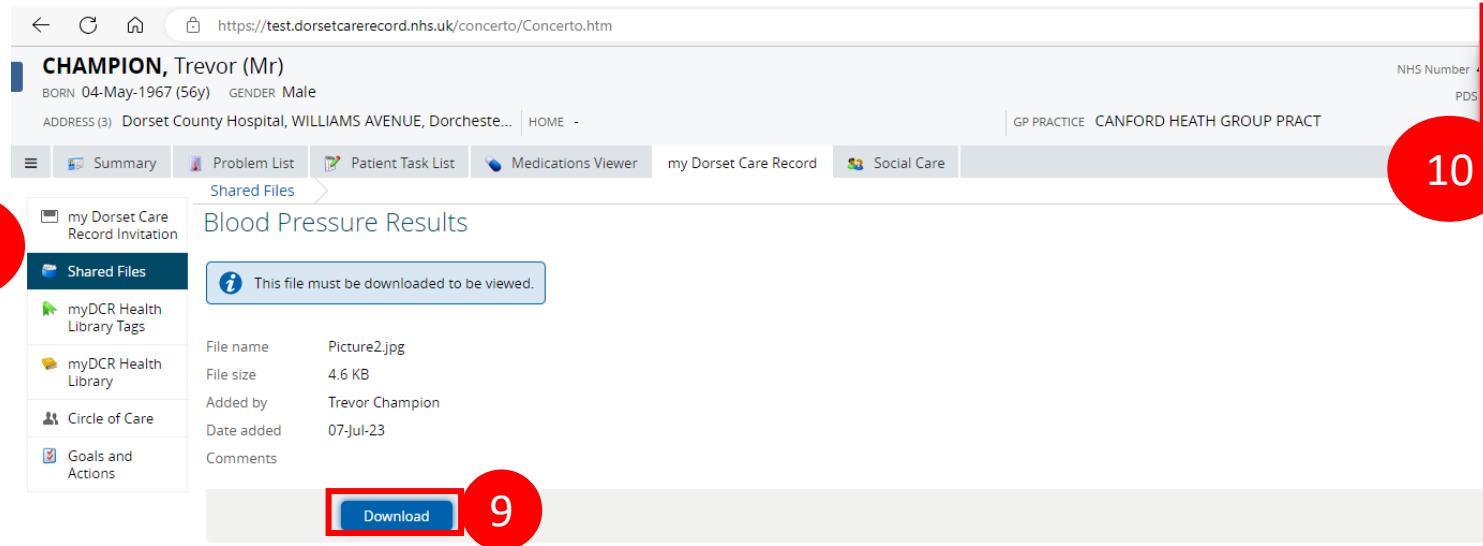 https://test.dorsetcarerecord.nhs.uk/concerto/Concerto.htm
CHAMPION, Trevor (Mr)
NHS Number
BORN 04-May-1967 (56y) GENDER Male
PDS
ADDRESS (3) Dorset County Hospital, WILLIAMS AVENUE, Dorcheste... HOME -
GP PRACTICE CANFORD HEATH GROUP PRACT
10
Summary Problem List Patient Task List Medications Viewer my Dorset Care Record Social Care
Shared Files
my Dorset Care
Record Invitation
Shared Files
myDCR Health
Library Tags
myDCR Health
Library
Circle of Care
Goals and
Actions
Blood Pressure Results
This file must be downloaded to be viewed.
File name Picture2.jpg
File size 4.6 KB
Added by Trevor Champion
Date added 07-Jul-23
Comments
Download
9